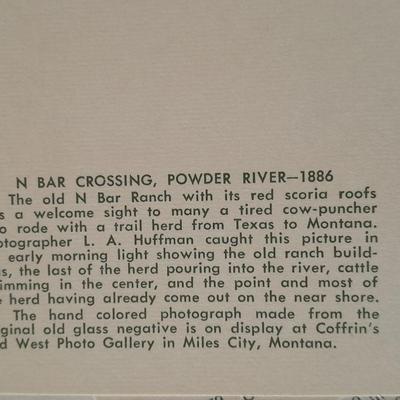 N BAR CROSSING, POWDER RIVER—1886
The old N Bar Ranch with its red scoria roofs
s a welcome sight to many a tired cow-puncher
o rode with a trail herd from Texas to Montana.
otographer L. A. Huffman caught this picture in
early morning light showing the old ranch build-
s, the last of the herd pouring into the river, cattle
imming in the center, and the point and most of
e herd having already come out on the near shore.
The hand colored photograph made from the
ginal old glass negative is on display at Coffrin's
d West Photo Gallery in Miles City, Montana.